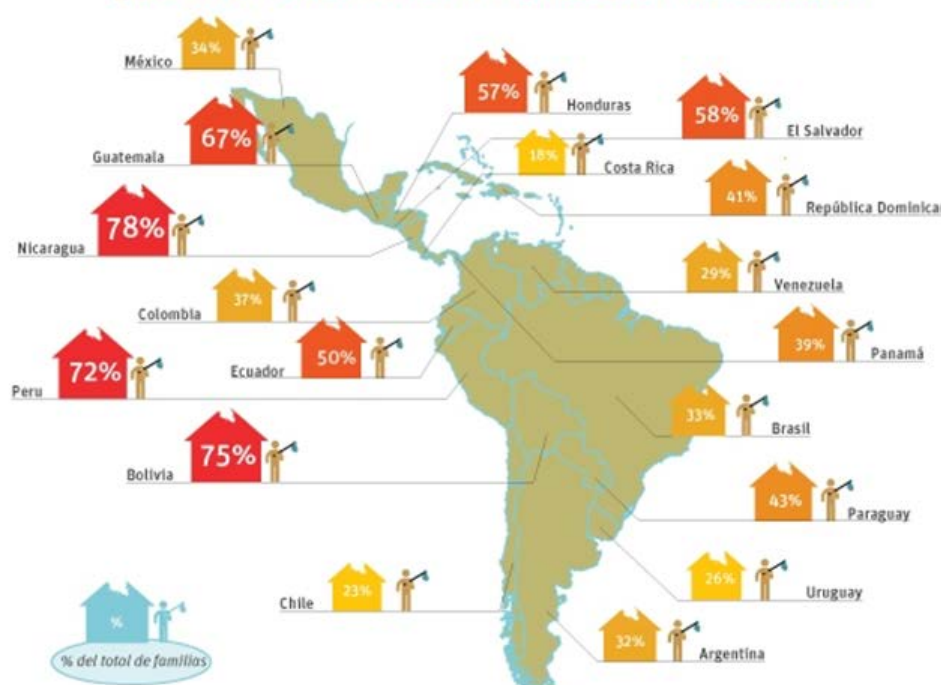 34%
México
57%
Honduras
58%
El Salvador
67%
Guatemala
18%
Costa Rica
41%
República Dominican
78%
Nicaragua
29%
Venezuela
37%
Colombia
39%
Panamá
50%
Ecuador
72%
Peru
33%
Brasil
75%
Bolivia
43%
Paraguay
23%
Chile
26%
Uruguay
32%
Argentina
%
% del total de familias